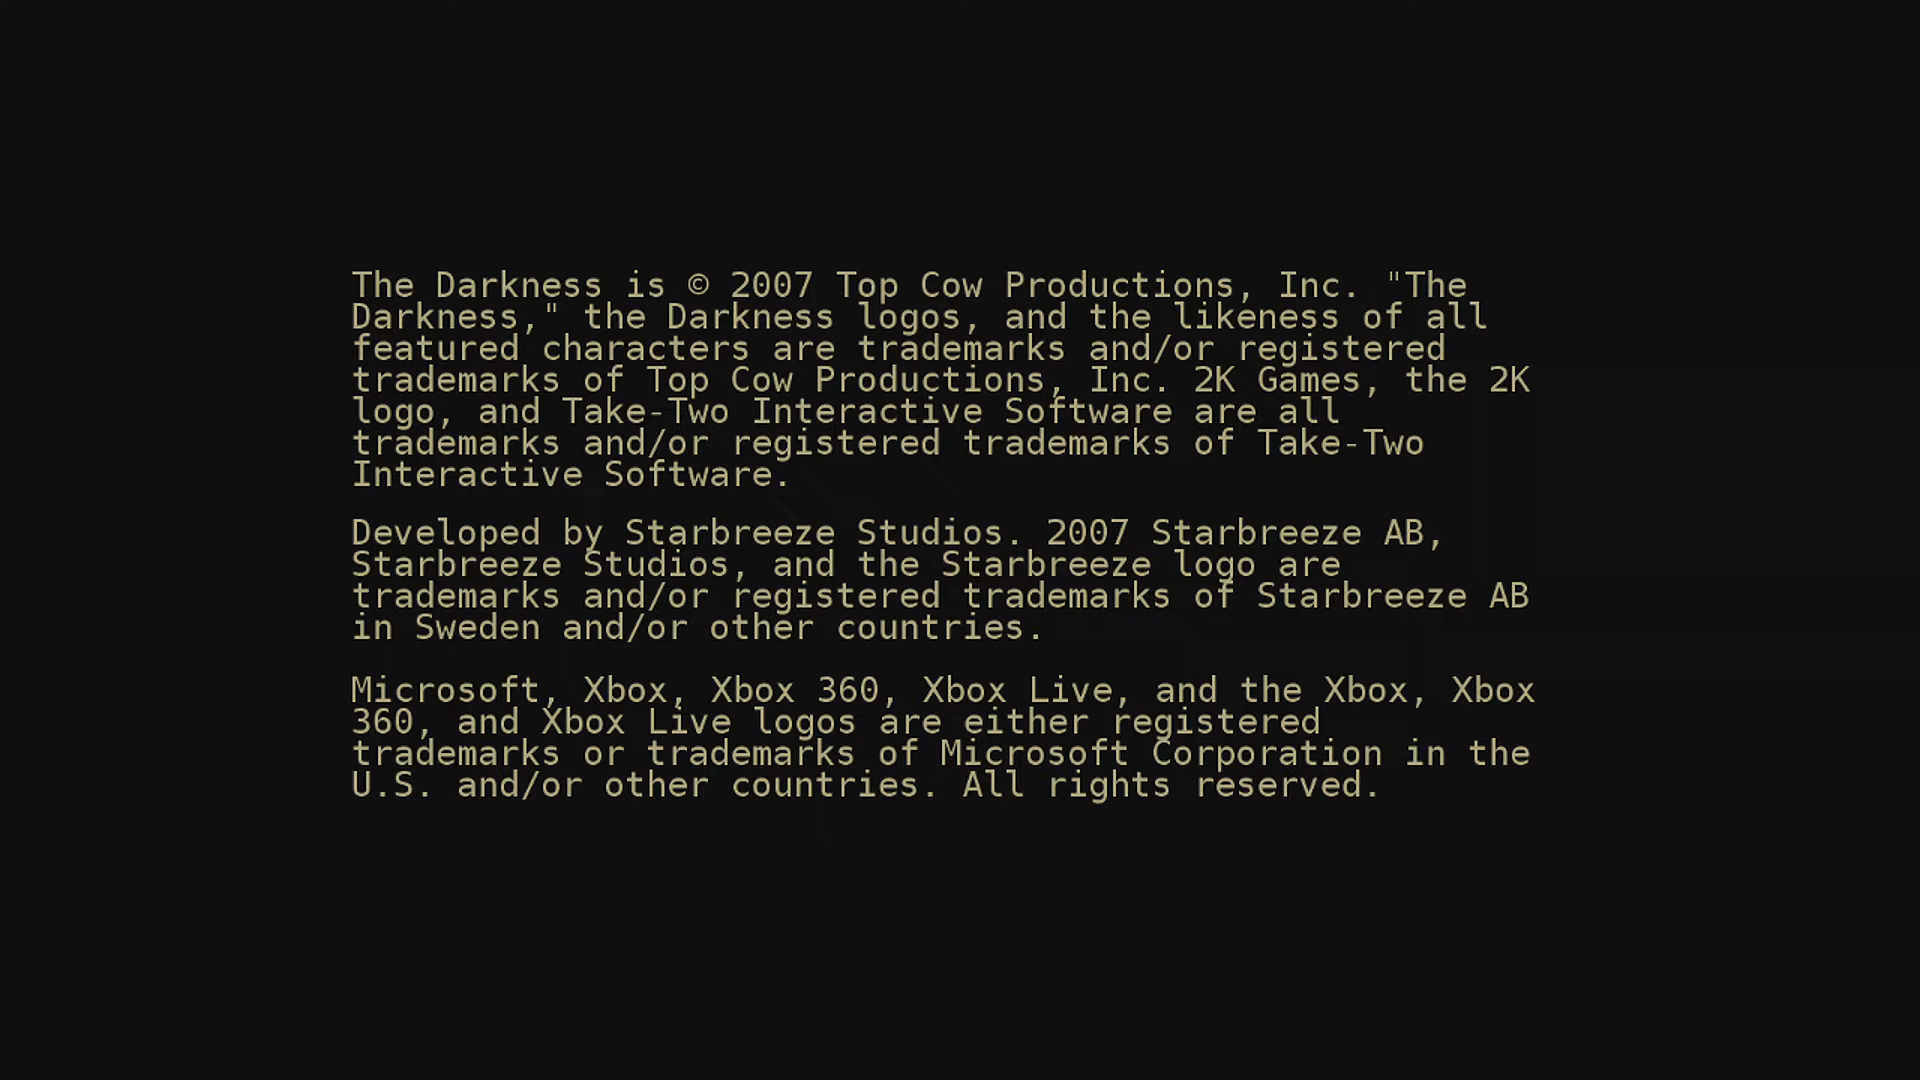 The Darkness is © 2007 Top Cow Productions, Inc. "The
Darkness," the Darkness logos, and the likeness of all
featured characters are trademarks and/or registered
trademarks of Top Cow Productions, Inc. 2K Games, the 2K
logo, and Take-Two Interactive Software are all
trademarks and/or registered trademarks of Take-Two
Interactive Software.
Developed by Starbreeze Studios. 2007 Starbreeze AB,
Starbreeze Studios, and the Starbreeze logo are
trademarks and/or registered trademarks of Starbreeze AB
in Sweden and/or other countries.
Microsoft, Xbox, Xbox 360, Xbox Live, and the Xbox, Xbox
360, and Xbox Live logos are either registered
trademarks or trademarks of Microsoft Corporation in the
U.S. and/or other countries. All rights reserved.